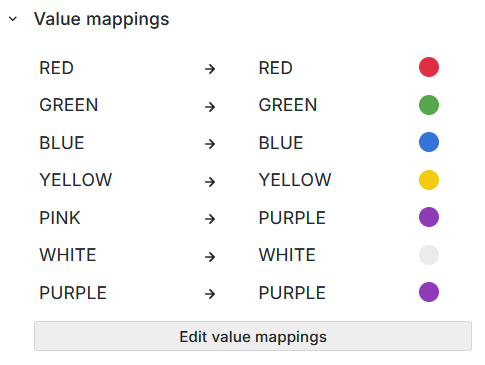 Value mappings
RED → RED
GREEN → GREEN
BLUE → BLUE
YELLOW → YELLOW
PINK → PURPLE
WHITE → WHITE
PURPLE → PURPLE
Edit value mappings